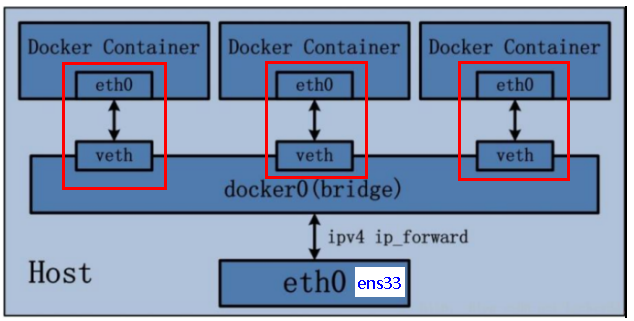 Docker Container Docker Container Docker Container
eth0 eth0 eth0
veth veth veth
docker0(bridge)
ipv4 ip_forward
Host
eth0 ens33